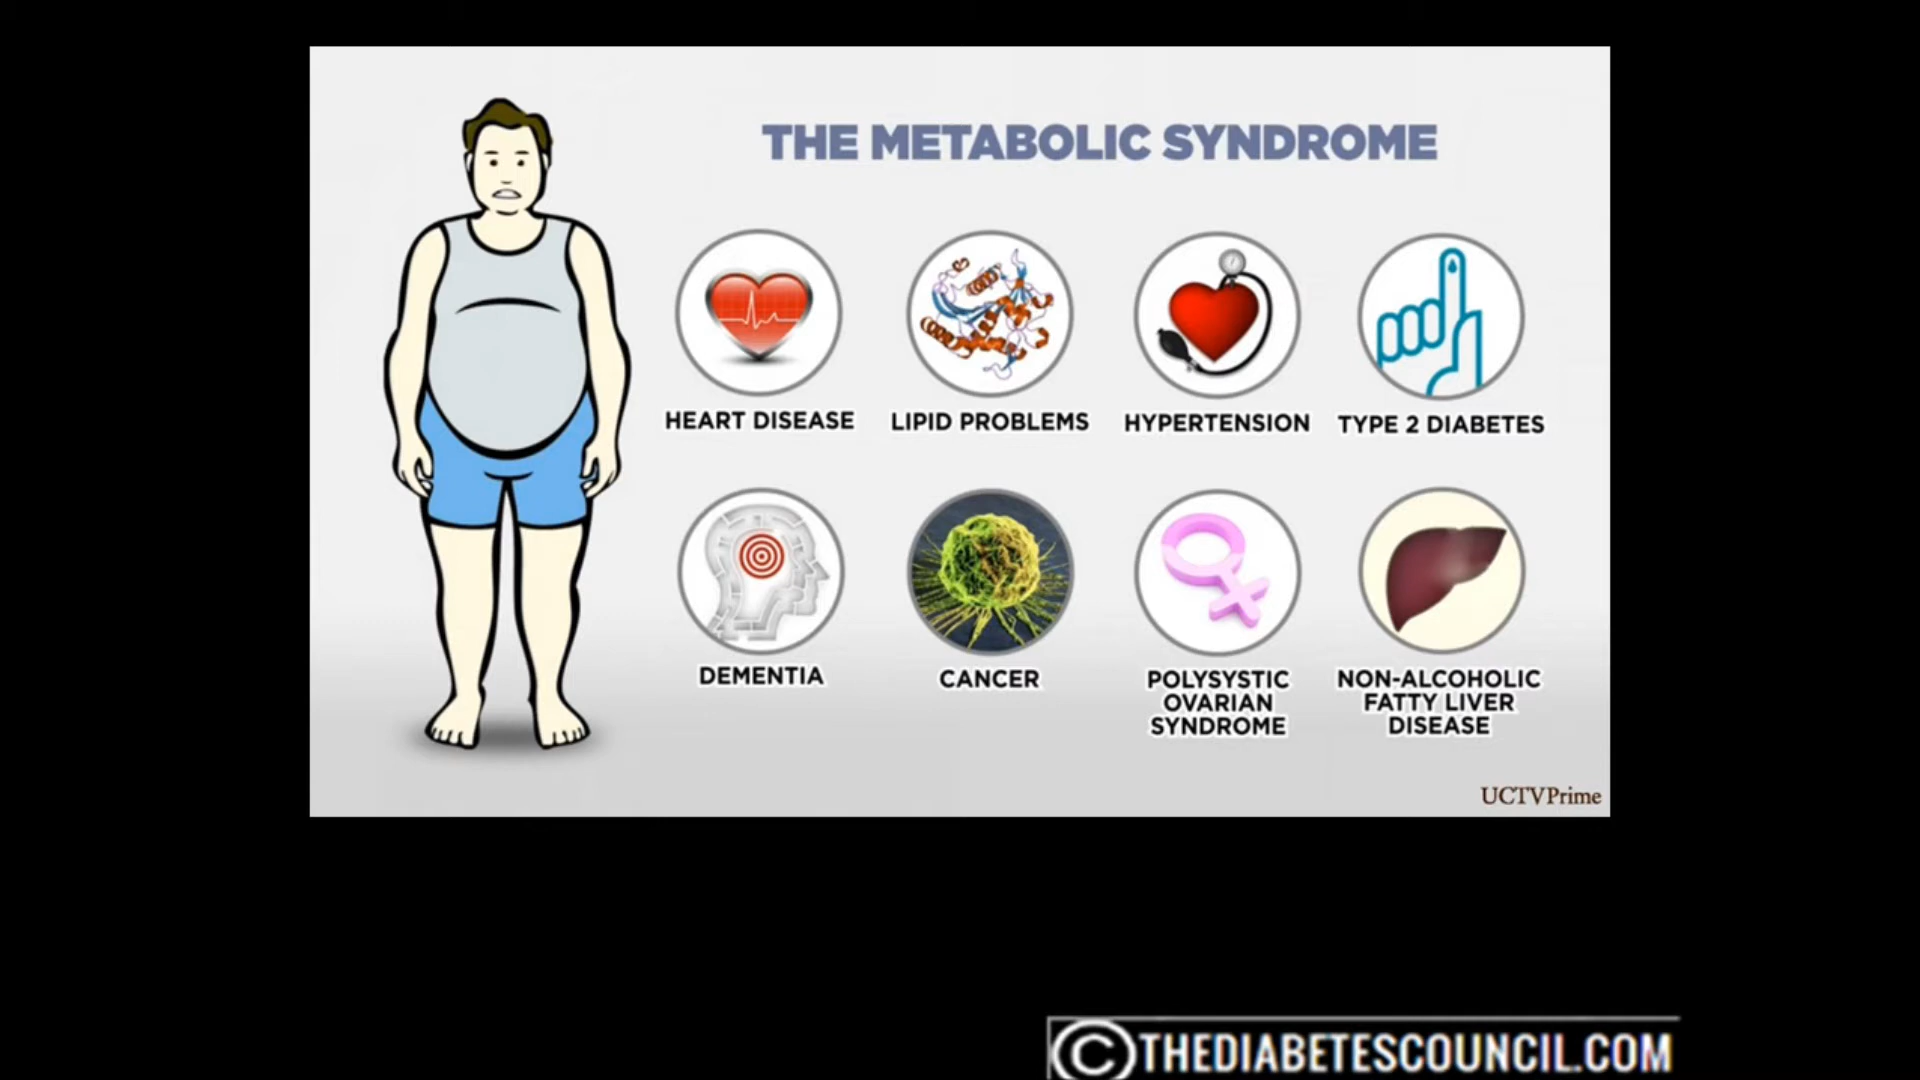 THE METABOLIC SYNDROME
HEART DISEASE
LIPID PROBLEMS
HYPERTENSION
TYPE 2 DIABETES
DEMENTIA
CANCER
POLYSYSTIC
OVARIAN
SYNDROME
NON-ALCOHOLIC
FATTY LIVER
DISEASE
UCTVPrime
©THEDIABETESCOUNCIL.COM